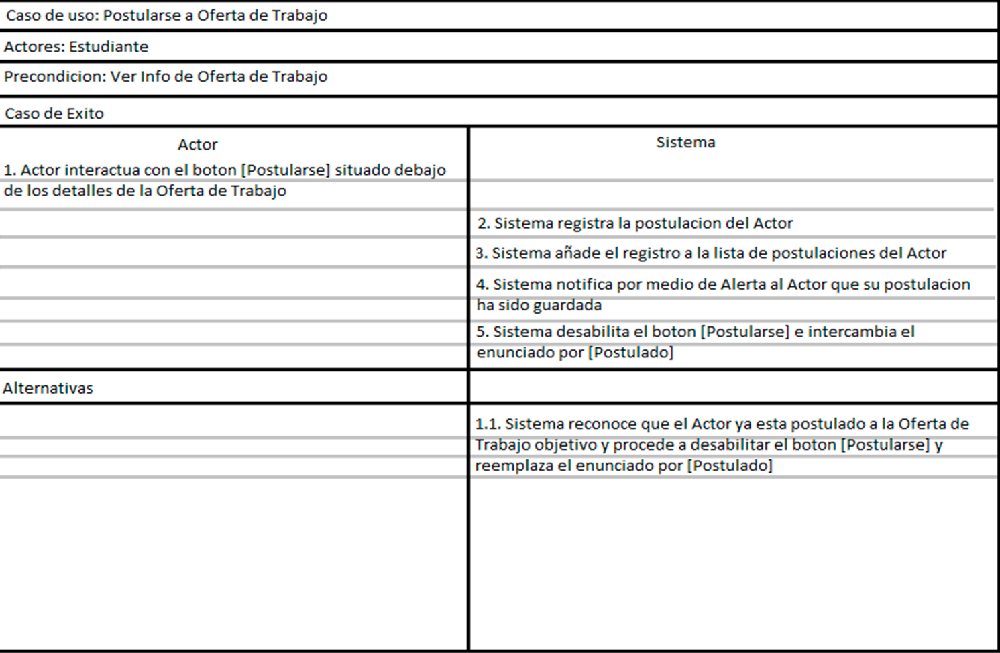 Caso de uso: Postularse a Oferta de Trabajo
Actores: Estudiante
Precondicion: Ver Info de Oferta de Trabajo
Caso de Exito
Actor
Sistema
1. Actor interactua con el boton [Postularse] situado debajo
de los detalles de la Oferta de Trabajo
2. Sistema registra la postulacion del Actor
3. Sistema añade el registro a la lista de postulaciones del Actor
4. Sistema notifica por medio de Alerta al Actor que su postulacion
ha sido guardada
5. Sistema desabilita el boton [Postularse] e intercambia el
enunciado por [Postulado]
Alternativas
1.1. Sistema reconoce que el Actor ya esta postulado a la Oferta de
Trabajo objetivo y procede a desabilitar el boton [Postularse] y
reemplaza el enunciado por [Postulado]